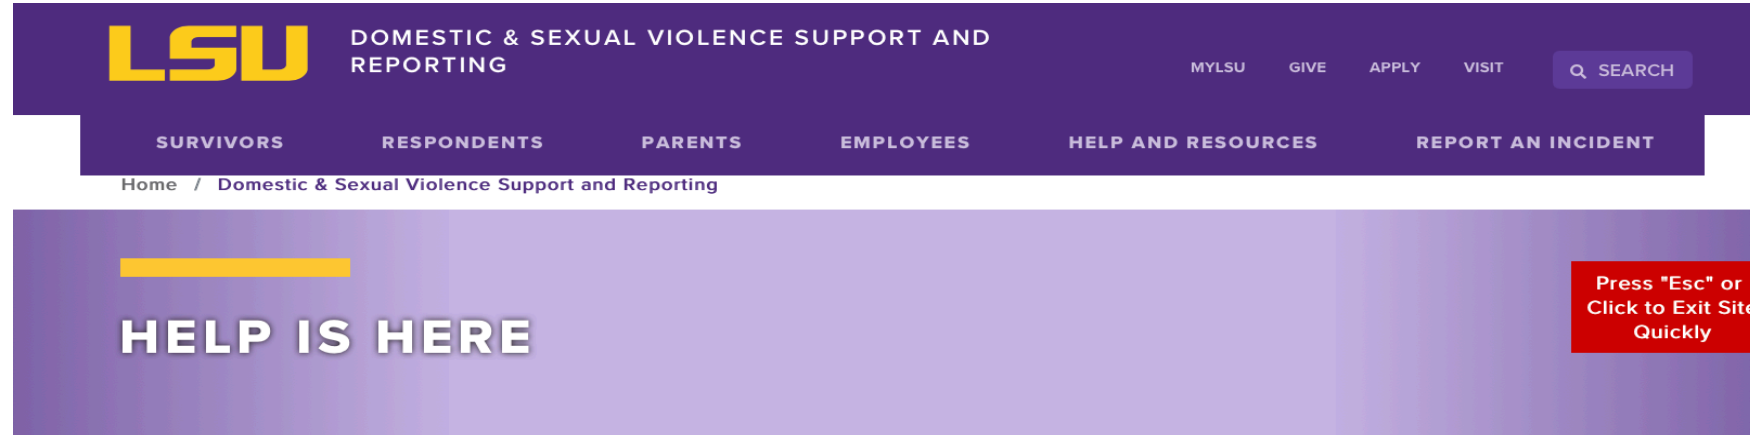 LSU
DOMESTIC & SEXUAL VIOLENCE SUPPORT AND
REPORTING
MYLSU GIVE APPLY VISIT SEARCH
SURVIVORS RESPONDENTS PARENTS EMPLOYEES HELP AND RESOURCES REPORT AN INCIDENT
Home / Domestic & Sexual Violence Support and Reporting
HELP IS HERE
Press "Esc" or
Click to Exit Site
Quickly